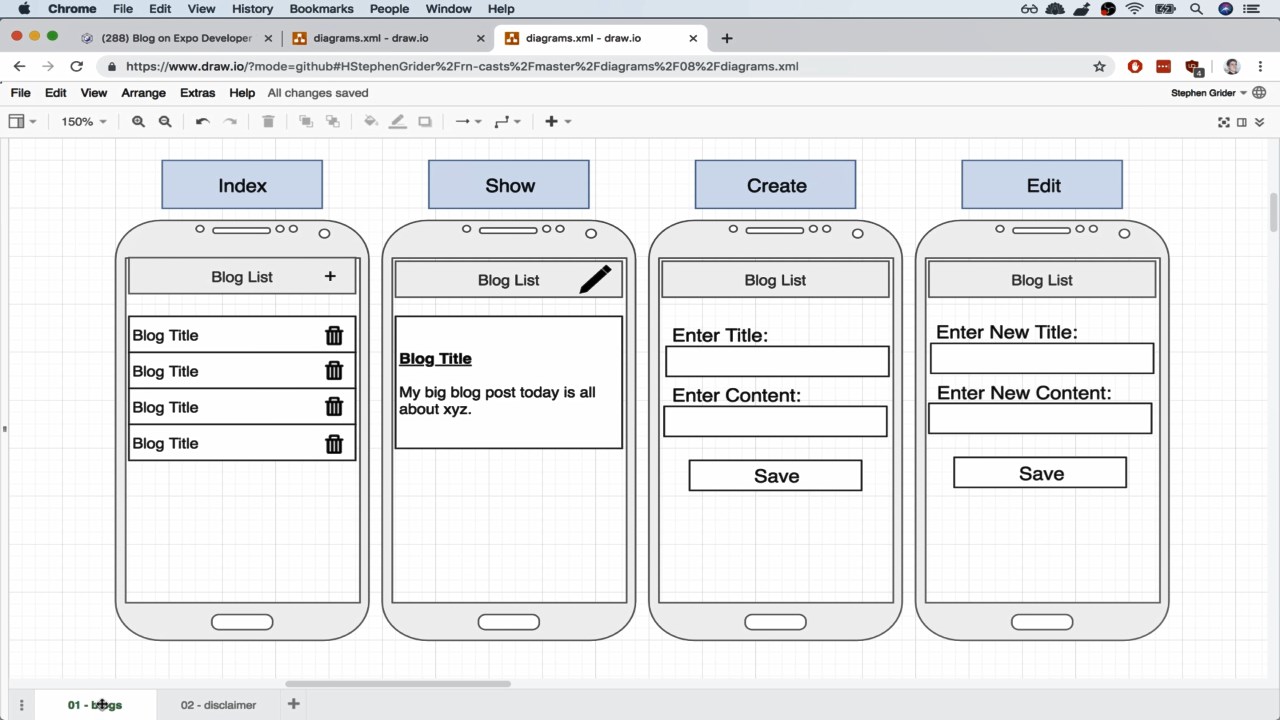 Chrome File Edit View History Bookmarks People Window Help
(288) Blog on Expo Developer
diagrams.xml - draw.io
diagrams.xml - draw.io
https://www.draw.io/?mode=github#HStephenGrider%2Frn-casts%2Fmaster%2Fdiagrams%2F08%2Fdiagrams.xml
4
File Edit View Arrange Extras Help All changes saved
Stephen Grider
150%
Index
Show
Create
Edit
Blog List +
Blog Title
Blog Title
Blog Title
Blog Title
Blog List
Blog Title
My big blog post today is all
about xyz.
Blog List
Enter Title:
Enter Content:
Save
Blog List
Enter New Title:
Enter New Content:
Save
01 - blogs
02 - disclaimer